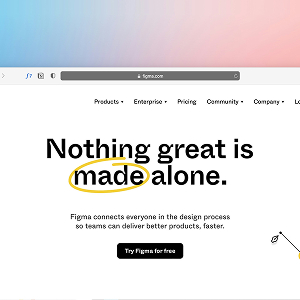 f?
figma.com
Products Enterprise Pricing Community Company
Nothing great is
made alone.
Figma connects everyone in the design process
so teams can deliver better products, faster.
Try Figma for free